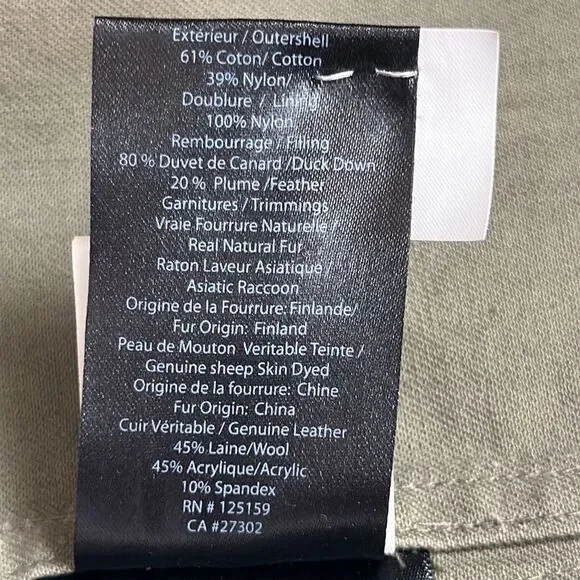 Extérieur / Outershell
61% Coton/ Cotton
39% Nylon/
Doublure / Lining
100% Nylon
Rembourrage / Filling
80 % Duvet de Canard /Duck Down
20 % Plume /Feather
Garnitures / Trimmings
Vraie Fourrure Naturelle /
Real Natural Fur
Raton Laveur Asiatique /
Asiatic Raccoon
Origine de la Fourrure: Finlande/
Fur Origin: Finland
Peau de Mouton Veritable Teinte /
Genuine sheep Skin Dyed
Origine de la fourrure: Chine
Fur Origin: China
Cuir Véritable / Genuine Leather
45% Laine/Wool
45% Acrylique/Acrylic
10% Spandex
RN # 125159
CA #27302